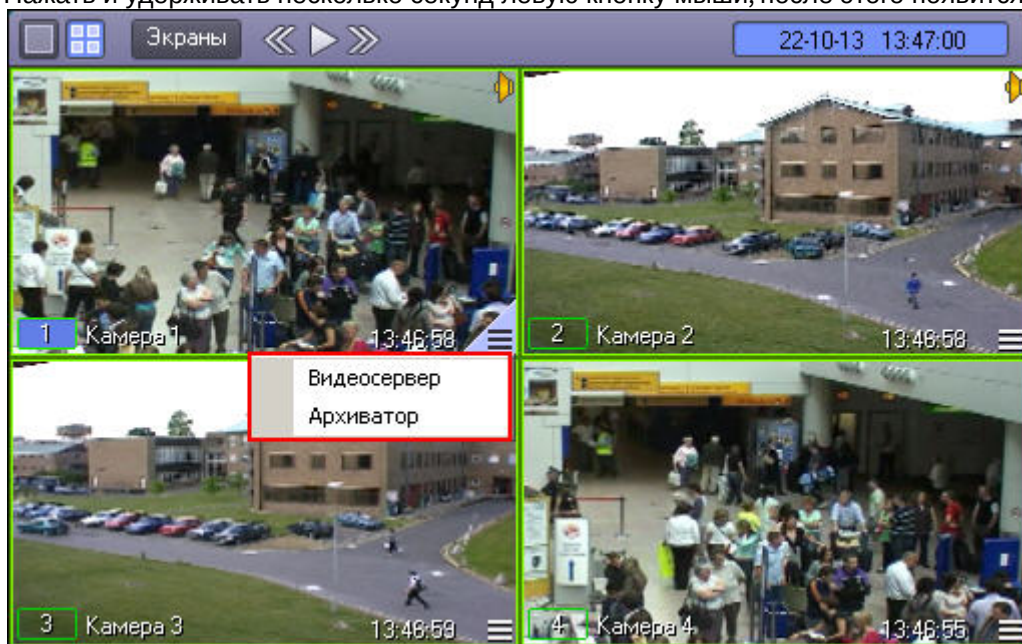 Нажать и удерживать несколько секунд левую кнопку мыши, после этого появится
Экраны
22-10-13 13:47:00
1 Камера 1 13:46:58
2 Камера 2 13:46:58
Видеосервер
Архиватор
3 Камера 3 13:46:59
4 Камера 4 13:46:55